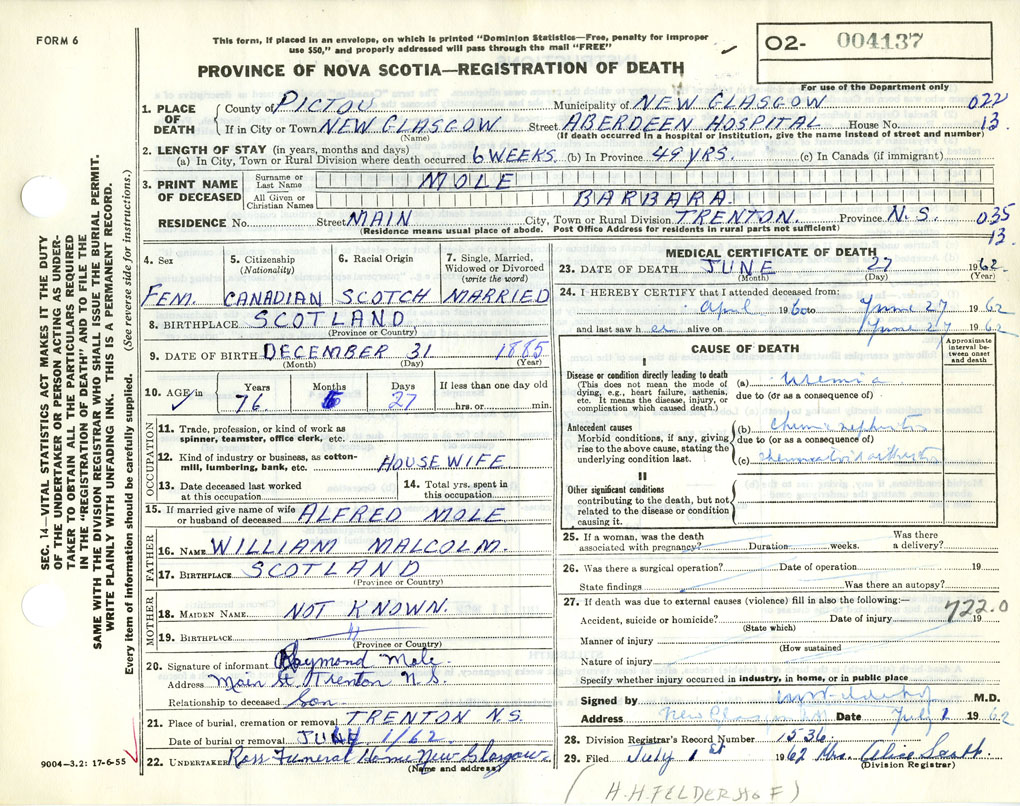 FORM 6
This form, if placed in an envelope, on which is printed "Dominion Statistics—Free, penalty for improper
use $50," and properly addressed will pass through the mail "FREE"
02- 004137
For use of the Department only
PROVINCE OF NOVA SCOTIA—REGISTRATION OF DEATH
1. PLACE OF DEATH County of PICTOU Municipality of NEW GLASGOW 022
If in City or Town NEW GLASGOW Street ABERDEEN HOSPITAL House No. 13
(Name) (If death occurred in a hospital or institution, give the name instead of street and number)
2. LENGTH OF STAY (in years, months and days)
(a) In City, Town or Rural Division where death occurred 6 WEEKS (b) In Province 49 YRS. (c) In Canada (if immigrant)
3. PRINT NAME OF DECEASED
Surname or Last Name MOLE
All Given or Christian Names BARBARA
RESIDENCE No. Street MAIN City, Town or Rural Division TRENTON. Province N.S. 035
(Residence means usual place of abode. Post Office Address for residents in rural parts not sufficient) 13
4. Sex FEM.
5. Citizenship (Nationality) CANADIAN
6. Racial Origin SCOTCH
7. Single, Married, Widowed or Divorced (write the word) MARRIED
8. BIRTHPLACE SCOTLAND
(Province or Country)
9. DATE OF BIRTH DECEMBER 31 1885
(Month) (Day) (Year)
10. AGE in Years 76 Months 5 Days 27 If less than one day old hrs. or min.
OCCUPATION
11. Trade, profession, or kind of work as
spinner, teamster, office clerk, etc.
12. Kind of industry or business, as cotton-
mill, lumbering, bank, etc. HOUSEWIFE
13. Date deceased last worked
at this occupation
14. Total yrs. spent in
this occupation
15. If married give name of wife
or husband of deceased ALFRED MOLE
FATHER
16. NAME WILLIAM MALCOLM.
17. BIRTHPLACE SCOTLAND
(Province or Country)
MOTHER
18. MAIDEN NAME NOT KNOWN.
19. BIRTHPLACE "
(Province or Country)
20. Signature of informant Raymond Mole.
Address Main St. Trenton N.S.
Relationship to deceased Son
21. Place of burial, cremation or removal TRENTON N.S.
Date of burial or removal 1/62
22. UNDERTAKER Ross Funeral Home New Glasgow.
(Name and address)
MEDICAL CERTIFICATE OF DEATH
23. DATE OF DEATH JUNE 27 1962
(Month) (Day) (Year)
24. I HEREBY CERTIFY that I attended deceased from:
April 1960 to June 27 1962
and last saw her alive on June 27 1962
CAUSE OF DEATH
Approximate interval between onset and death
I
Disease or condition directly leading to death
(This does not mean the mode of
dying, e.g., heart failure, asthenia,
etc. It means the disease, injury, or
complication which caused death.)
(a) Uremia
due to (or as a consequence of)
Antecedent causes
Morbid conditions, if any, giving
rise to the above cause, stating the
underlying condition last.
(b) Chronic nephritis
due to (or as a consequence of)
(c) rheumatoid arthritis
II
Other significant conditions
contributing to the death, but not
related to the disease or condition
causing it.
25. If a woman, was the death
associated with pregnancy? Duration weeks. Was there
a delivery?
26. Was there a surgical operation? Date of operation 19
State findings Was there an autopsy?
27. If death was due to external causes (violence) fill in also the following:—
722.0
Accident, suicide or homicide? Date of injury 19
(State which)
Manner of injury
(How sustained
Nature of injury
Specify whether injury occurred in industry, in home, or in public place
Signed by M.D.
Address New Glasgow Date July 1 1962
28. Division Registrar's Record Number 1536
29. Filed July 1st 1962 Mrs.
(Division Registrar)
SEC. 14—VITAL STATISTICS ACT MAKES IT THE DUTY
OF THE UNDERTAKER OR PERSON ACTING AS UNDER-
TAKER TO OBTAIN ALL THE PARTICULARS REQUIRED
IN THE "REGISTRATION OF DEATH" AND TO FILE THE
SAME WITH THE DIVISION REGISTRAR WHO SHALL ISSUE THE BURIAL PERMIT.
WRITE PLAINLY WITH UNFADING INK. THIS IS A PERMANENT RECORD.
Every item of information should be carefully supplied. (See reverse side for instructions.)
9004-3.2: 17-6-55
(H.H. FELDERHOF)